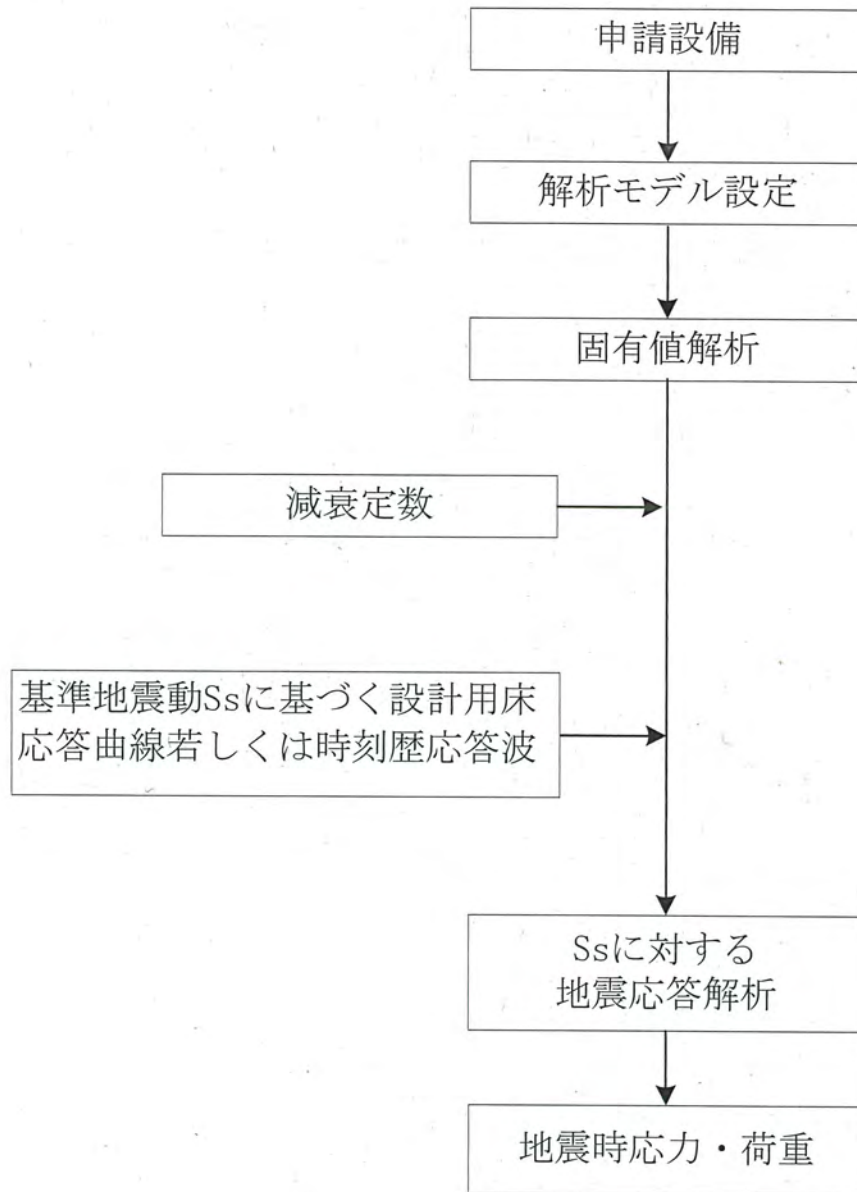 申請設備
解析モデル設定
固有値解析
減衰定数
基準地震動Ssに基づく設計用床
応答曲線若しくは時刻歴応答波
Ssに対する
地震応答解析
地震時応力・荷重